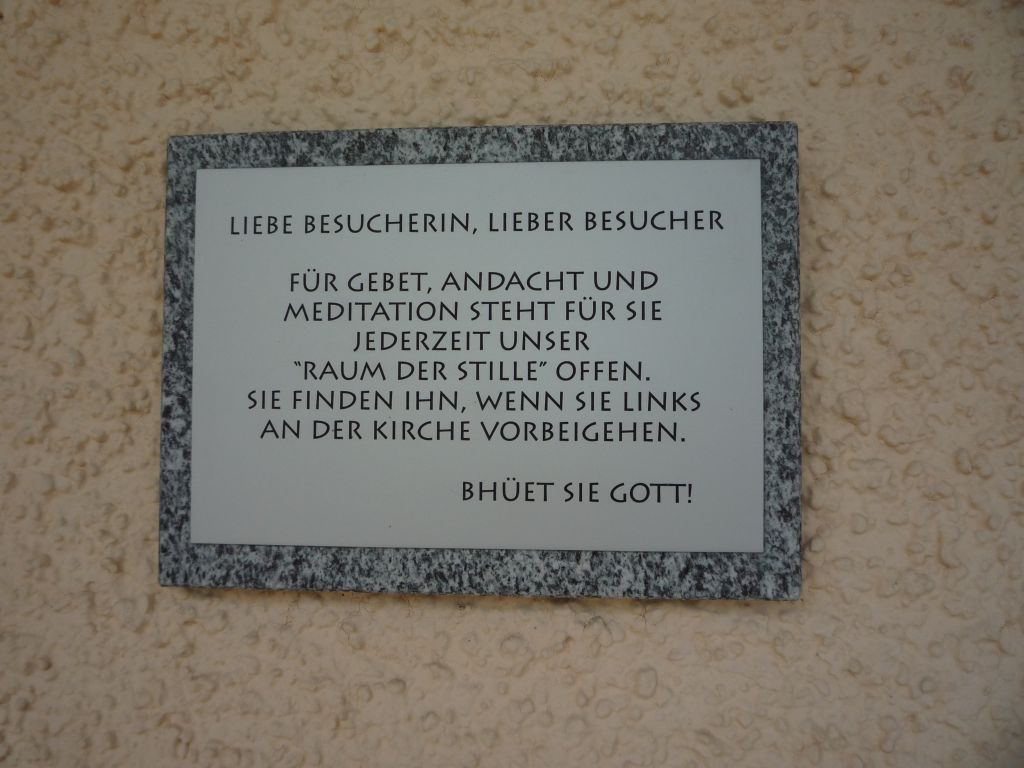 LIEBE BESUCHERIN, LIEBER BESUCHER
FÜR GEBET, ANDACHT UND
MEDITATION STEHT FÜR SIE
JEDERZEIT UNSER
“RAUM DER STILLE” OFFEN.
SIE FINDEN IHN, WENN SIE LINKS
AN DER KIRCHE VORBEIGEHEN.
BHÜET SIE GOTT!